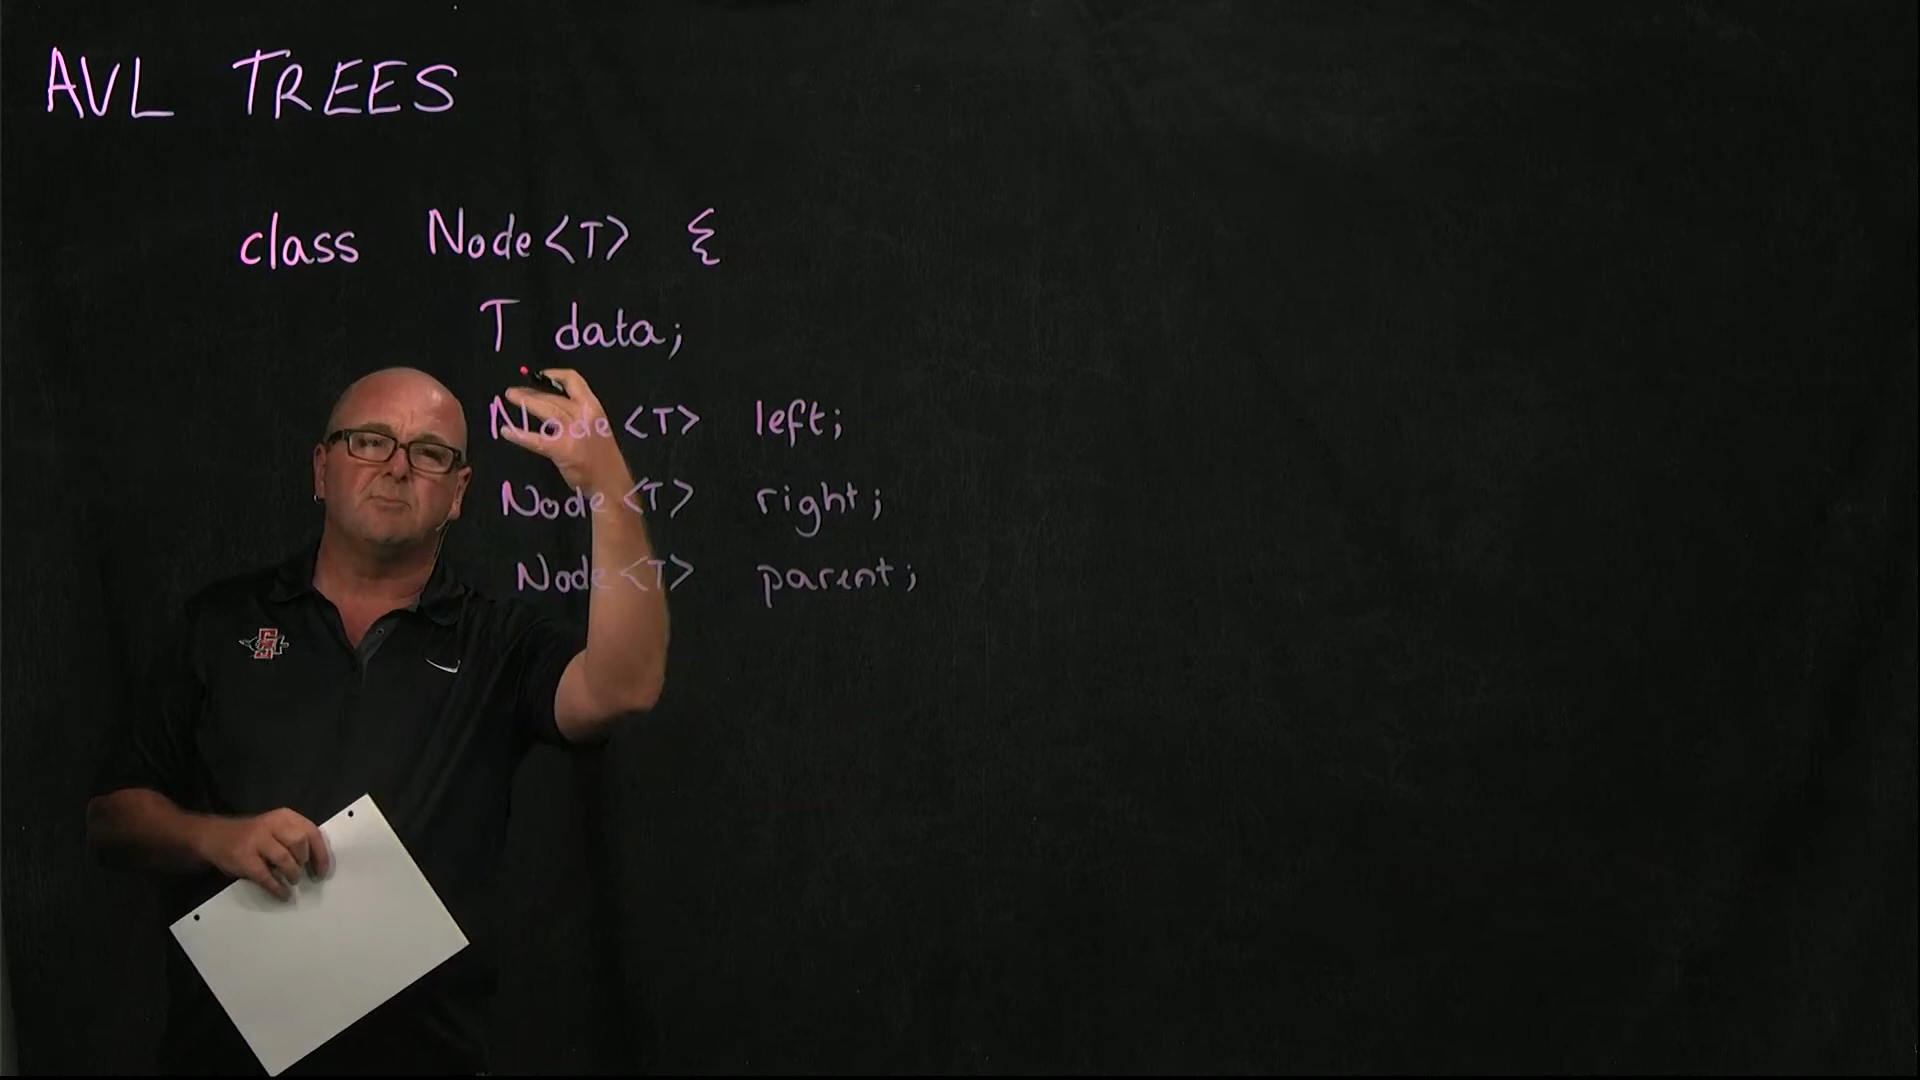 AVL TREES
class Node<T> {
T data;
Node<T> left;
Node<T> right;
Node<T> parent;